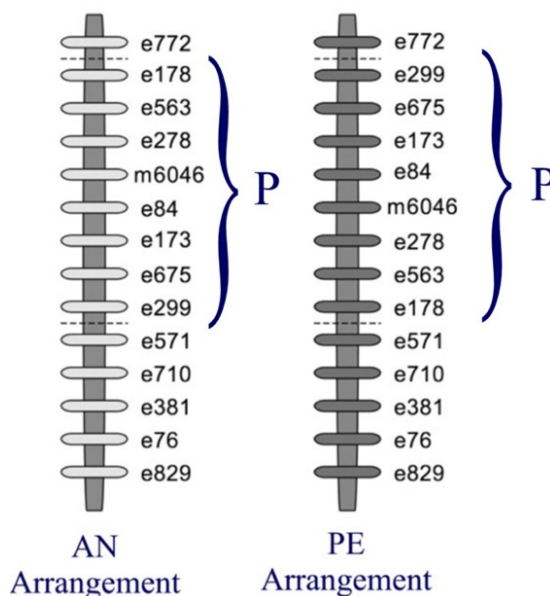 e772
e178
e563
e278
m6046
e84
e173
e675
e299
e571
e710
e381
e76
e829
P
AN
Arrangement
e772
e299
e675
e173
e84
m6046
e278
e563
e178
e571
e710
e381
e76
e829
P
PE
Arrangement